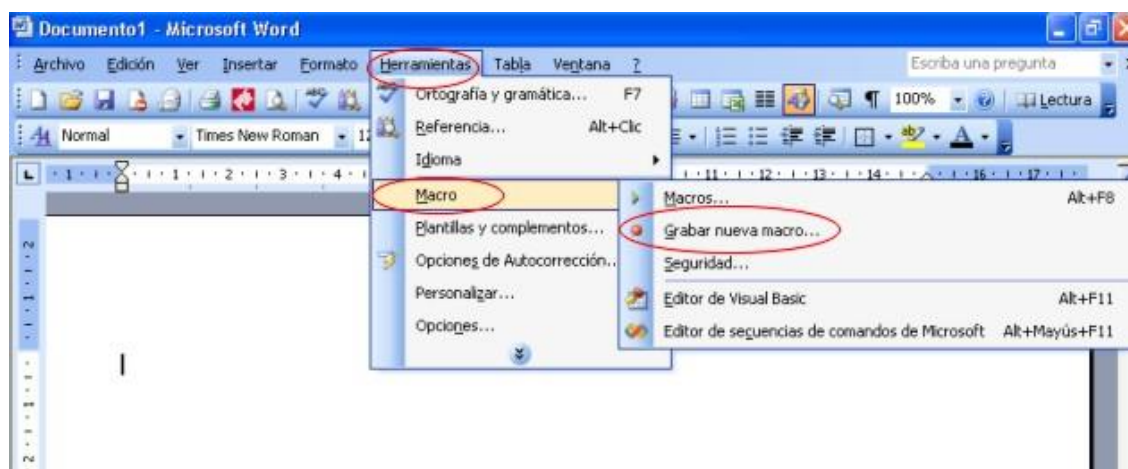 Documento1 - Microsoft Word
Archivo Edición Ver Insertar Formato Herramientas Tabla Ventana ? Escriba una pregunta
100% Lectura
Normal Times New Roman 12
Ortografía y gramática... F7
Referencia... Alt+Clic
Idioma
Macro
Plantillas y complementos...
Opciones de Autocorrección...
Personalizar...
Opciones...
Macros... Alt+F8
Grabar nueva macro...
Seguridad...
Editor de Visual Basic Alt+F11
Editor de secuencias de comandos de Microsoft Alt+Mayús+F11